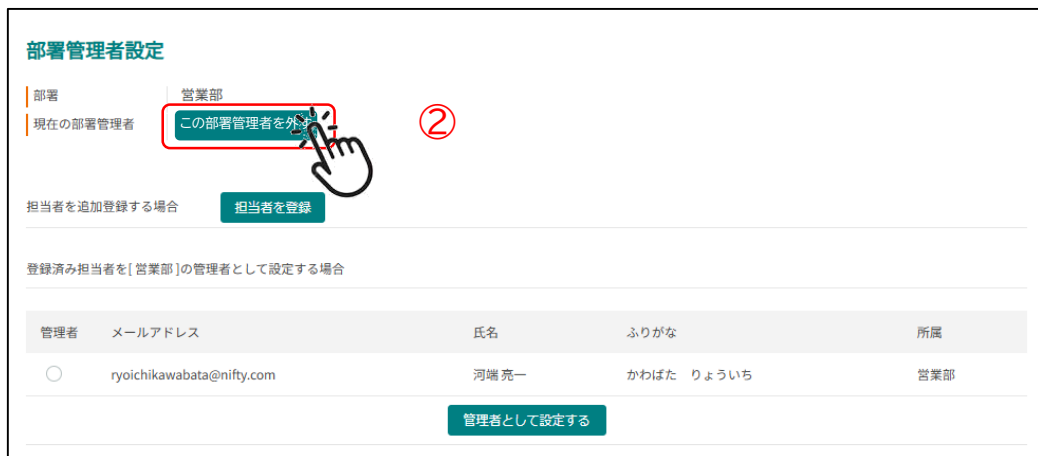 部署管理者設定
部署 営業部
現在の部署管理者 この部署管理者を外す
②
担当者を追加登録する場合 担当者を登録
登録済み担当者を[ 営業部 ]の管理者として設定する場合
管理者 メールアドレス 氏名 ふりがな 所属
ryoichikawabata@nifty.com 河端 亮一 かわばた りょういち 営業部
管理者として設定する